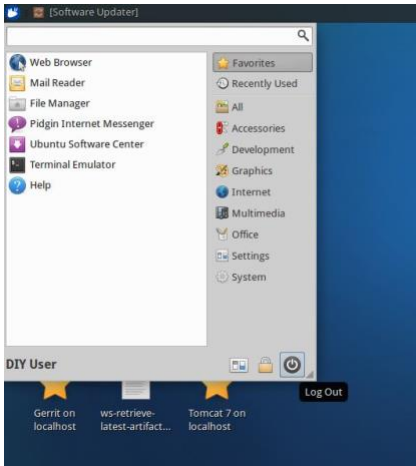 [Software Updater]
Web Browser
Mail Reader
File Manager
Pidgin Internet Messenger
Ubuntu Software Center
Terminal Emulator
Help
Favorites
Recently Used
All
Accessories
Development
Graphics
Internet
Multimedia
Office
Settings
System
DIY User
Log Out
Gerrit on
localhost
ws-retrieve-
latest-artifact...
Tomcat 7 on
localhost